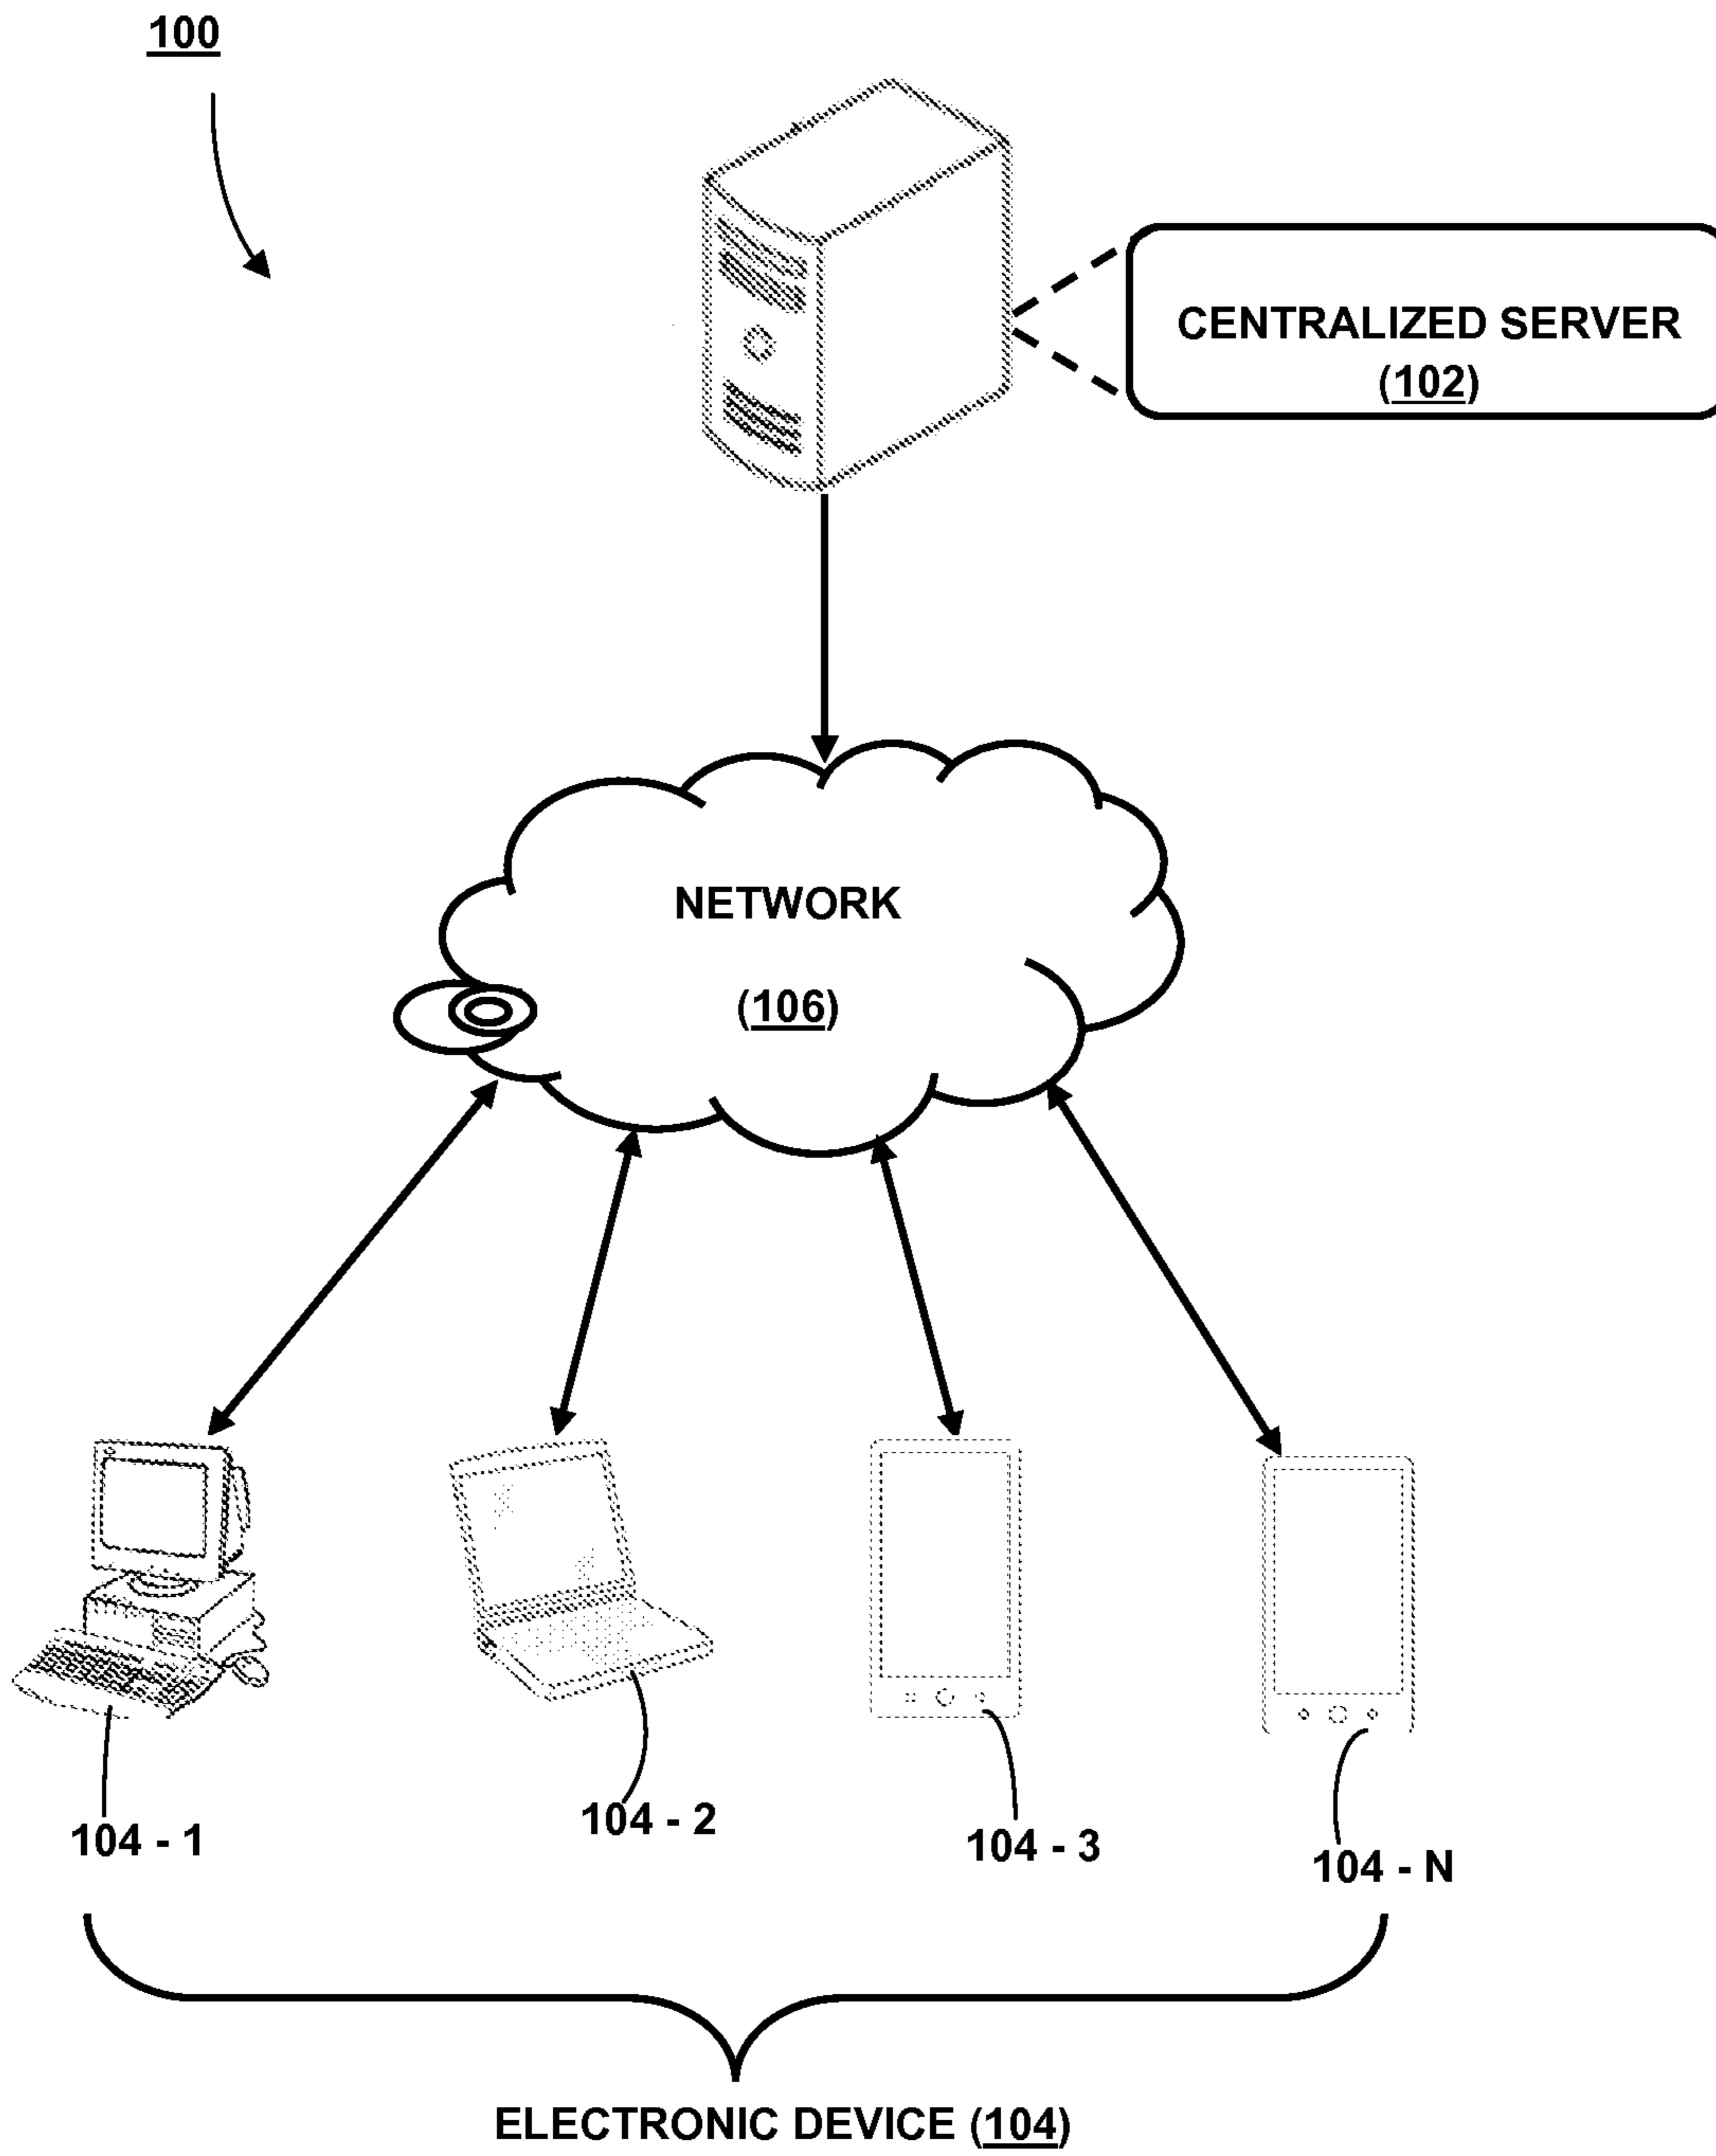 100
CENTRALIZED SERVER
(102)
NETWORK
(106)
104 - 1
104 - 2
104 - 3
104 - N
ELECTRONIC DEVICE (104)